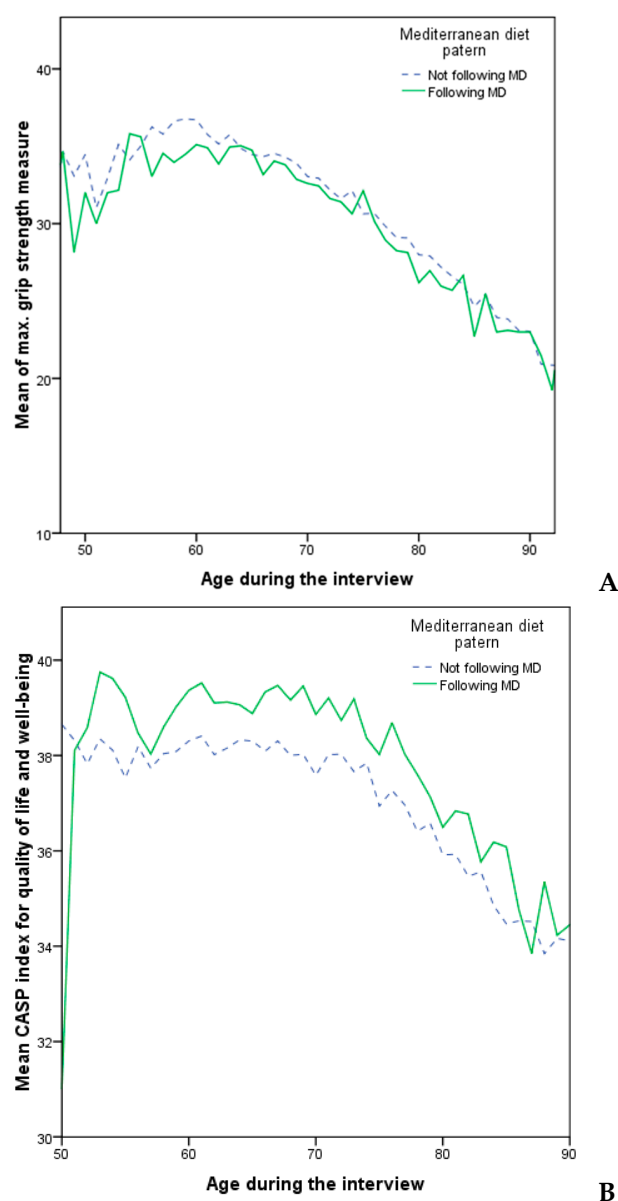 Mediterranean diet
patern
Not following MD
Following MD
Mean of max. grip strength measure
40
30
20
10
50
60
70
80
90
Age during the interview
A
Mediterranean diet
patern
Not following MD
Following MD
Mean CASP index for quality of life and well-being
40
38
36
34
32
30
50
60
70
80
90
Age during the interview
B